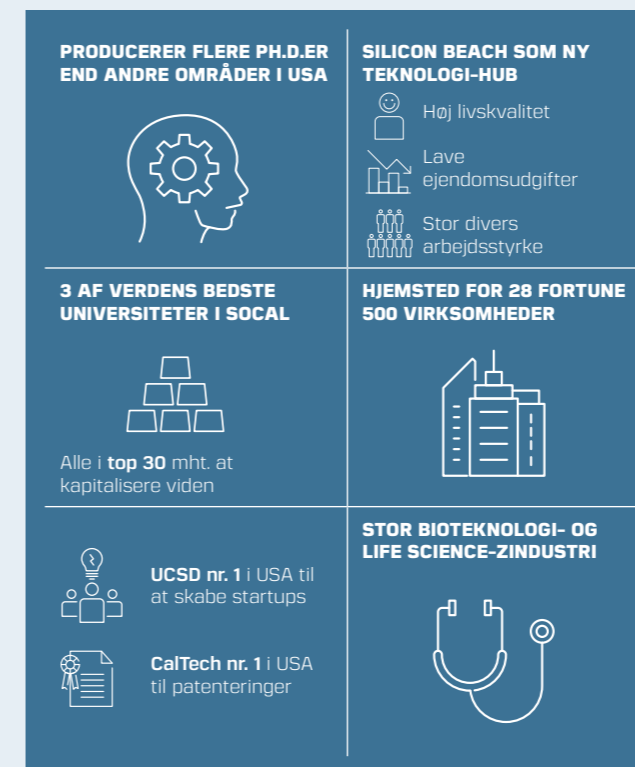 PRODUCERER FLERE PH.D.ER
END ANDRE OMRÅDER I USA
SILICON BEACH SOM NY
TEKNOLOGI-HUB
Høj livskvalitet
Lave
ejendomsudgifter
Stor divers
arbejdsstyrke
3 AF VERDENS BEDSTE
UNIVERSITETER I SOCAL
Alle i top 30 mht. at
kapitalisere viden
HJEMSTED FOR 28 FORTUNE
500 VIRKSOMHEDER
UCSD nr. 1 i USA til
at skabe startups
CalTech nr. 1 i USA
til patenteringer
STOR BIOTEKNOLOGI- OG
LIFE SCIENCE-ZINDUSTRI